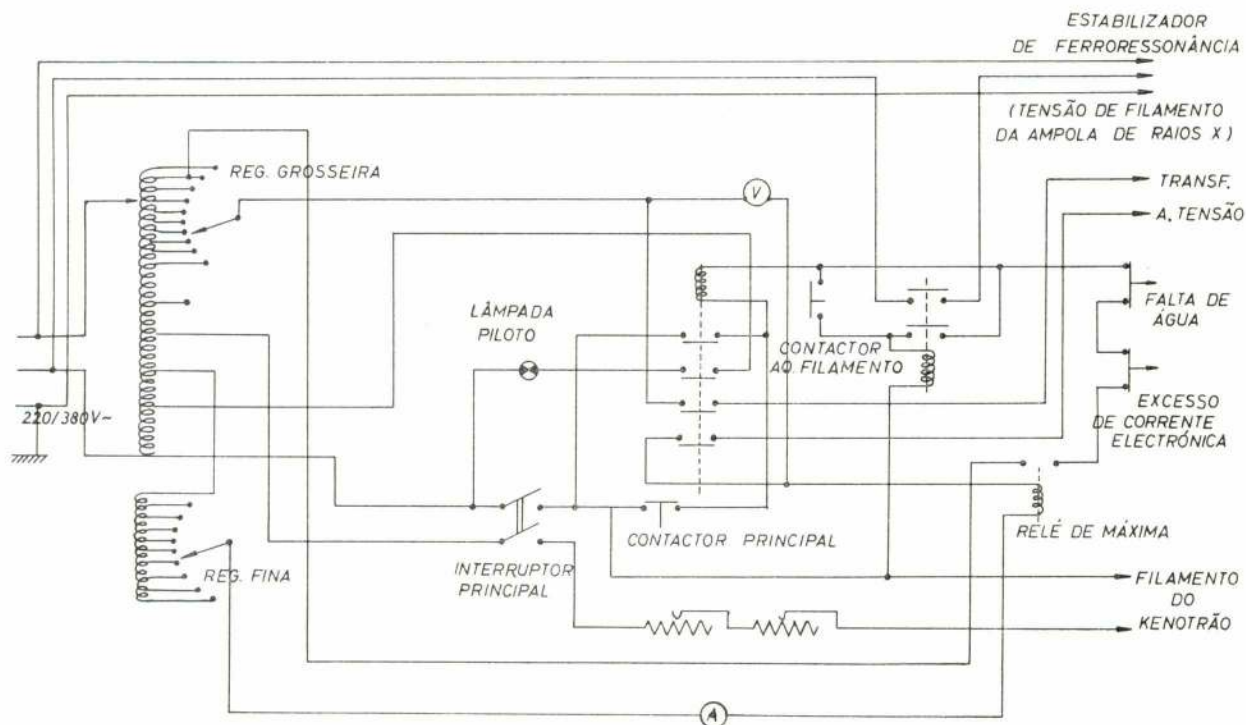 ESTABILIZADOR
DE FERRORESSONÂNCIA
(TENSÃO DE FILAMENTO
DA AMPOLA DE RAIOS X)
REG. GROSSEIRA
V
TRANSF.
A. TENSÃO
LÂMPADA
PILOTO
FALTA DE
ÁGUA
CONTACTOR
AO. FILAMENTO
220/380V~
EXCESSO
DE CORRENTE
ELECTRÓNICA
REG. FINA
INTERRUPTOR
PRINCIPAL
CONTACTOR PRINCIPAL
RELÉ DE MÁXIMA
FILAMENTO
DO
KENOTRÃO
A